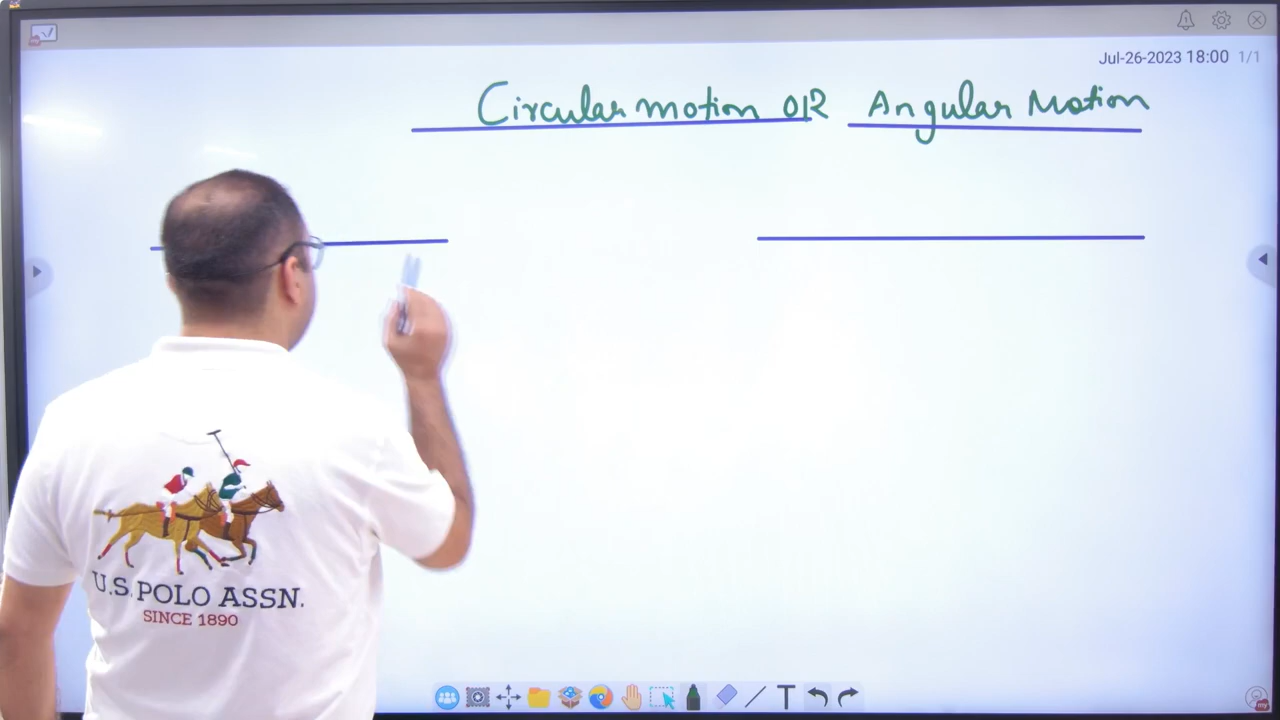 Jul-26-2023 18:00 1/1
Circular motion OR Angular Motion
U.S. POLO ASSN.
SINCE 1890
T